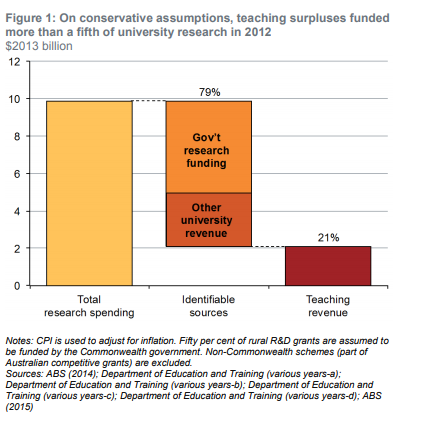 Figure 1: On conservative assumptions, teaching surpluses funded
more than a fifth of university research in 2012
$2013 billion
12
10
8
6
4
2
0
79%
Gov't
research
funding
Other
university
revenue
21%
Total
research spending
Identifiable
sources
Teaching
revenue
Notes: CPI is used to adjust for inflation. Fifty per cent of rural R&D grants are assumed to
be funded by the Commonwealth government. Non-Commonwealth schemes (part of
Australian competitive grants) are excluded.
Sources: ABS (2014); Department of Education and Training (various years-a);
Department of Education and Training (various years-b); Department of Education and
Training (various years-c); Department of Education and Training (various years-d); ABS
(2015)